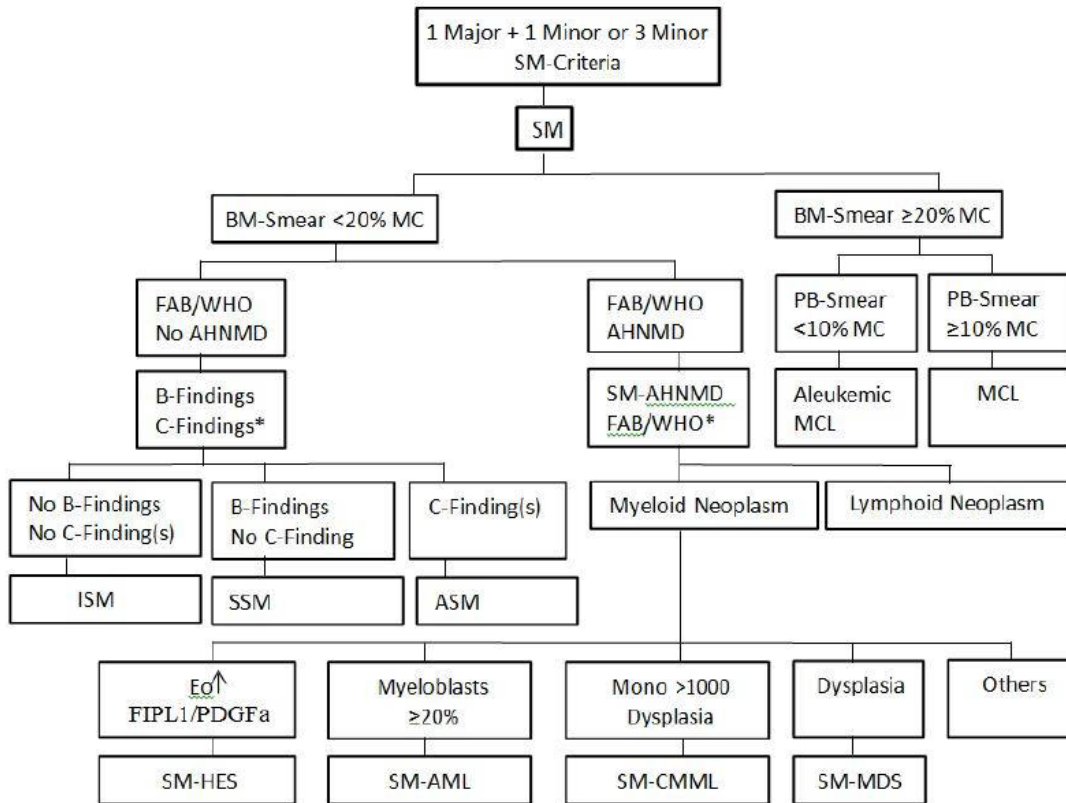 1 Major + 1 Minor or 3 Minor
SM-Criteria
SM
BM-Smear <20% MC
BM-Smear ≥20% MC
FAB/WHO
No AHNMD
FAB/WHO
AHNMD
PB-Smear
<10% MC
PB-Smear
≥10% MC
B-Findings
C-Findings*
SM-AHNMD
FAB/WHO*
Aleukemic
MCL
MCL
No B-Findings
No C-Finding(s)
B-Findings
No C-Finding
C-Finding(s)
Myeloid Neoplasm
Lymphoid Neoplasm
ISM
SSM
ASM
Eo↑
FIPL1/PDGFa
Myeloblasts
≥20%
Mono >1000
Dysplasia
Dysplasia
Others
SM-HES
SM-AML
SM-CMML
SM-MDS